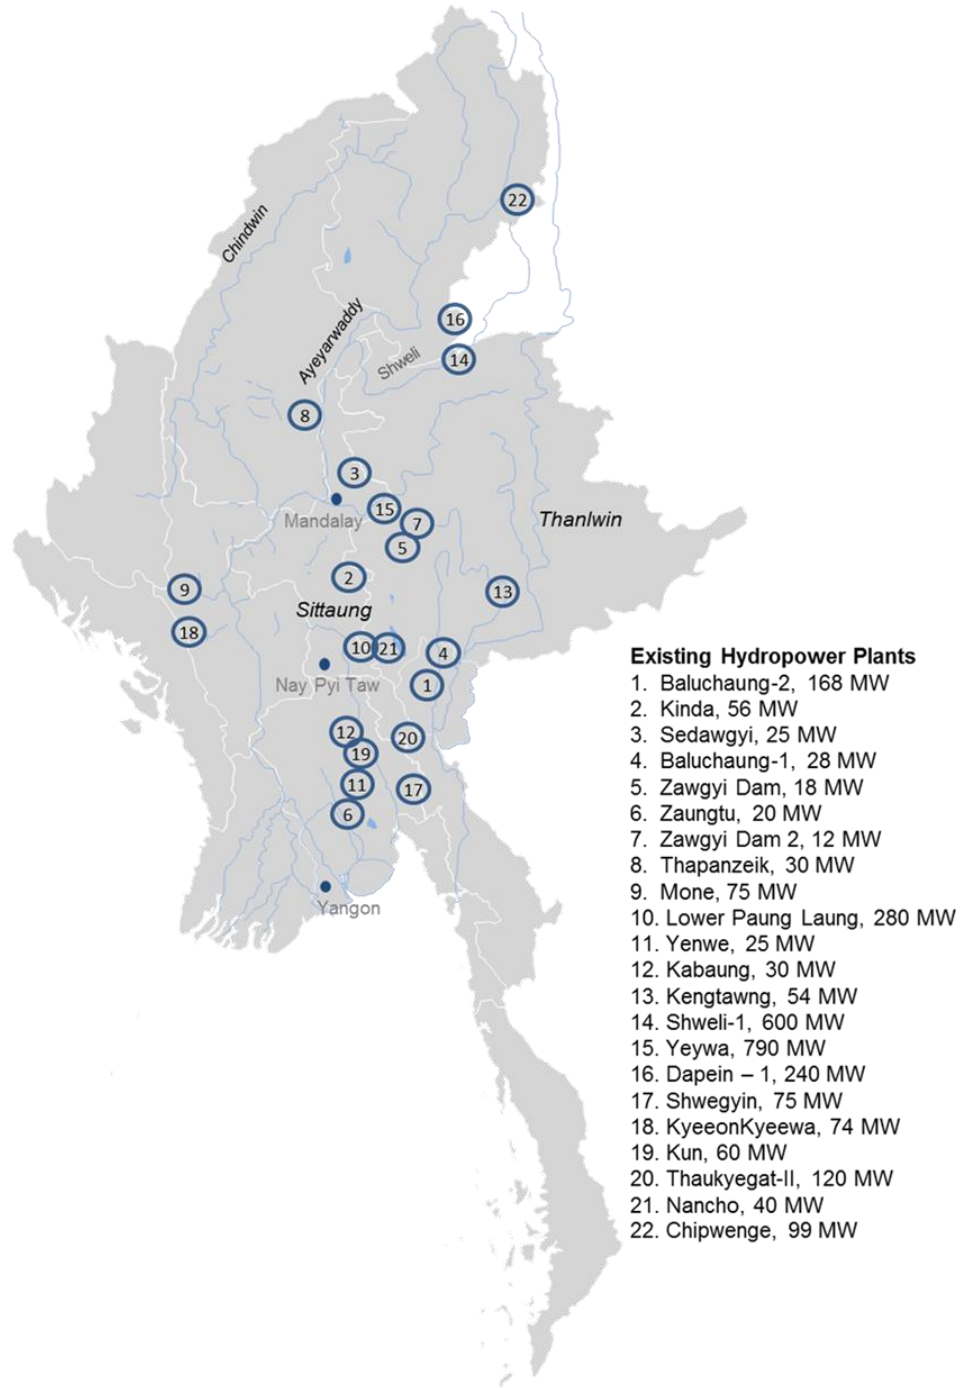 22
Chindwin
16
Ayeyarwaddy
Shweli
14
8
3
15
Mandalay
7
Thanlwin
5
2
9
13
Sittaung
18
10 21
4
Nay Pyi Taw
1
12
20
19
11
17
6
Yangon
Existing Hydropower Plants
1. Baluchaung-2, 168 MW
2. Kinda, 56 MW
3. Sedawgyi, 25 MW
4. Baluchaung-1, 28 MW
5. Zawgyi Dam, 18 MW
6. Zaungtu, 20 MW
7. Zawgyi Dam 2, 12 MW
8. Thapanzeik, 30 MW
9. Mone, 75 MW
10. Lower Paung Laung, 280 MW
11. Yenwe, 25 MW
12. Kabaung, 30 MW
13. Kengtawng, 54 MW
14. Shweli-1, 600 MW
15. Yeywa, 790 MW
16. Dapein – 1, 240 MW
17. Shwegyin, 75 MW
18. KyeeonKyeewa, 74 MW
19. Kun, 60 MW
20. Thaukyegat-II, 120 MW
21. Nancho, 40 MW
22. Chipwenge, 99 MW